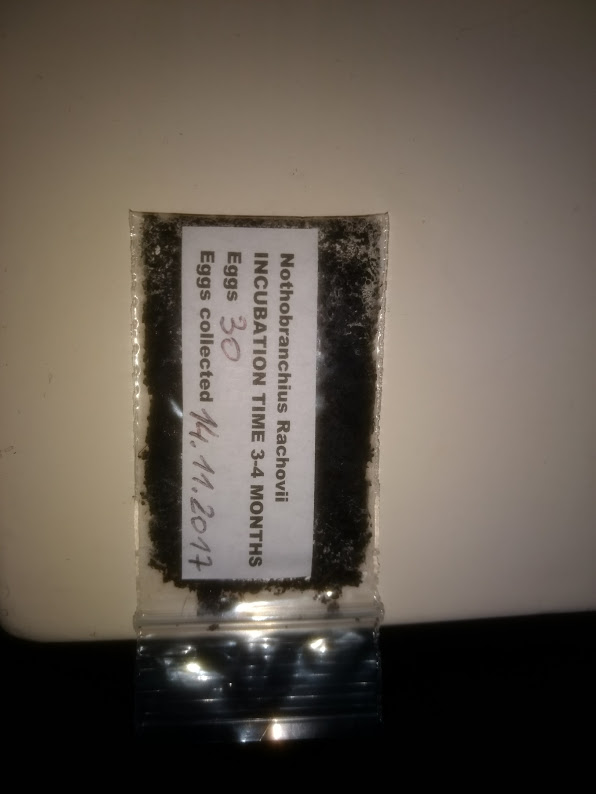 Nothobranchius Rachovii
INCUBATION TIME 3-4 MONTHS
Eggs 30
Eggs collected 14.11.2017